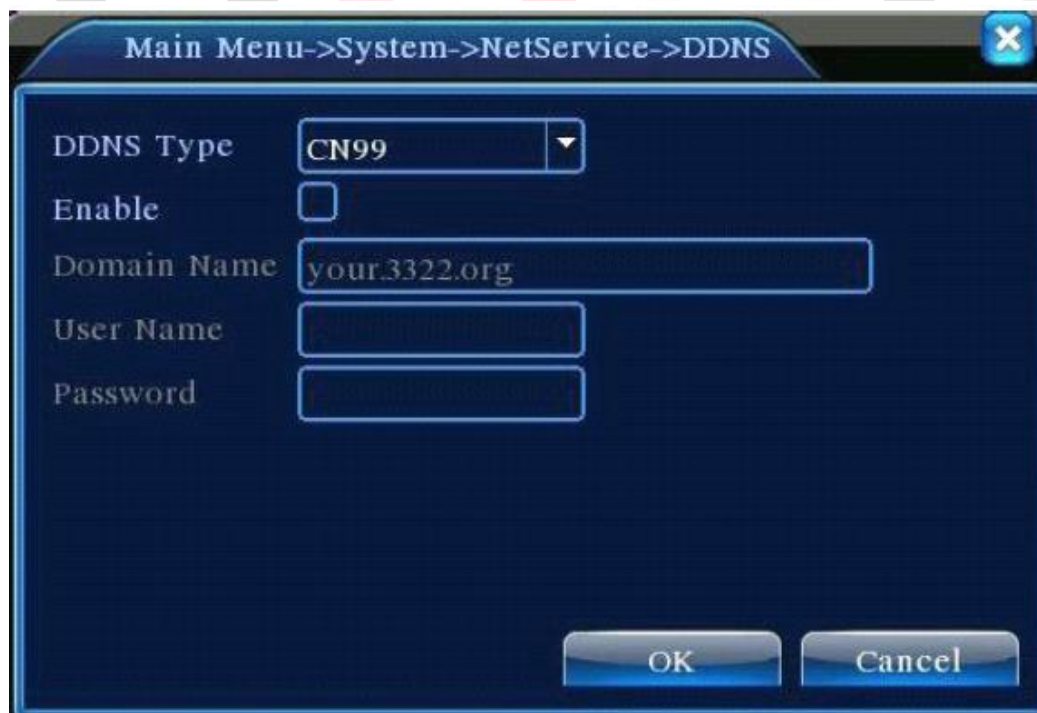 Main Menu->System->NetService->DDNS
DDNS Type CN99
Enable
Domain Name your.3322.org
User Name
Password
OK Cancel